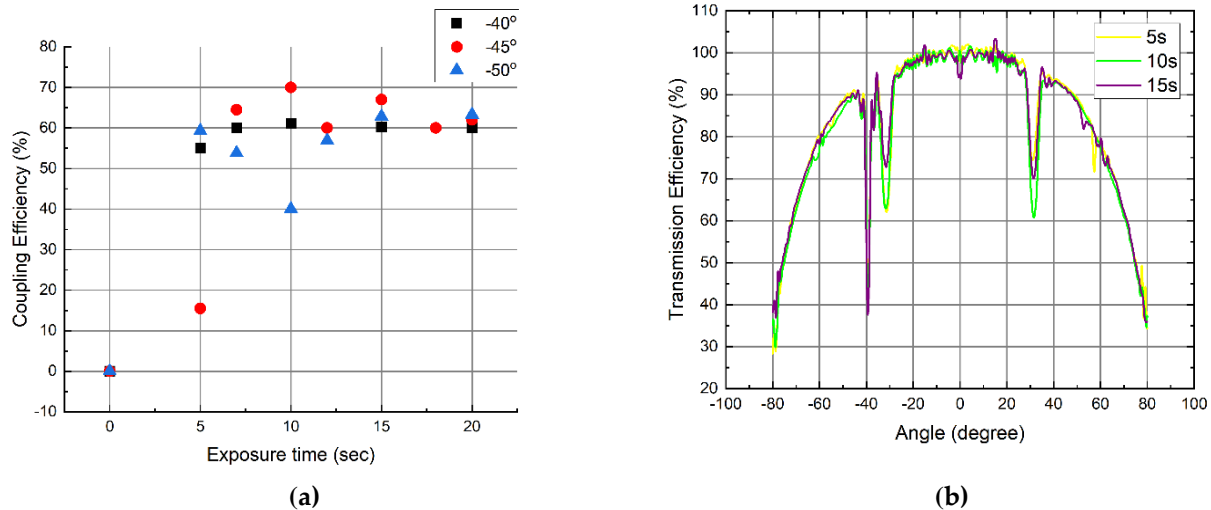 -40°
-45°
-50°
80
70
60
50
40
30
20
10
0
-10
Coupling Efficiency (%)
0 5 10 15 20
Exposure time (sec)
(a)
5s
10s
15s
110
100
90
80
70
60
50
40
30
20
Transmission Efficiency (%)
-100 -80 -60 -40 -20 0 20 40 60 80 100
Angle (degree)
(b)